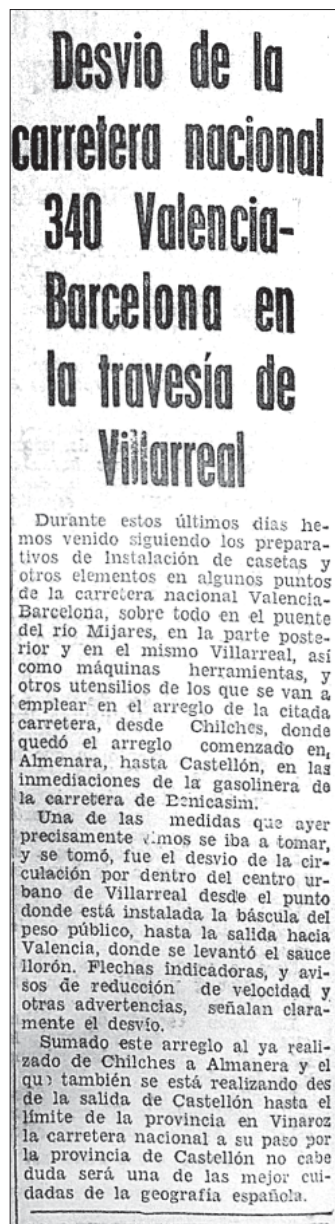 Desvio de la
carretera nacional
340 Valencia-
Barcelona en
la travesía de
Villarreal
Durante estos últimos días he-
mos venido siguiendo los prepara-
tivos de Instalación de casetas y
otros elementos en algunos puntos
de la carretera nacional Valencia-
Barcelona, sobre todo en el puente
del río Mijares, en la parte poste-
rior y en el mismo Villarreal, así
como máquinas herramientas, y
otros utensilios de los que se van a
emplear en el arreglo de la citada
carretera, desde Chilches, donde
quedó el arreglo comenzado en,
Almenara, hasta Castellón, en las
inmediaciones de la gasolinera de
la carretera de Benicasim.
Una de las medidas que ayer
precisamente vimos se iba a tomar,
y se tomó, fue el desvio de la cir-
culación por dentro del centro ur-
bano de Villarreal desde el punto
donde está instalada la báscula del
peso público, hasta la salida hacia
Valencia, donde se levantó el sauce
llorón. Flechas indicadoras, y avi-
sos de reducción de velocidad y
otras advertencias, señalan clara-
mente el desvío.
Sumado este arreglo al ya reali-
zado de Chilches a Almanera y el
que también se está realizando des
de la salida de Castellón hasta el
límite de la provincia en Vinaroz
la carretera nacional a su paso por
la provincia de Castellón no cabe
duda será una de las mejor cui-
dadas de la geografía española.